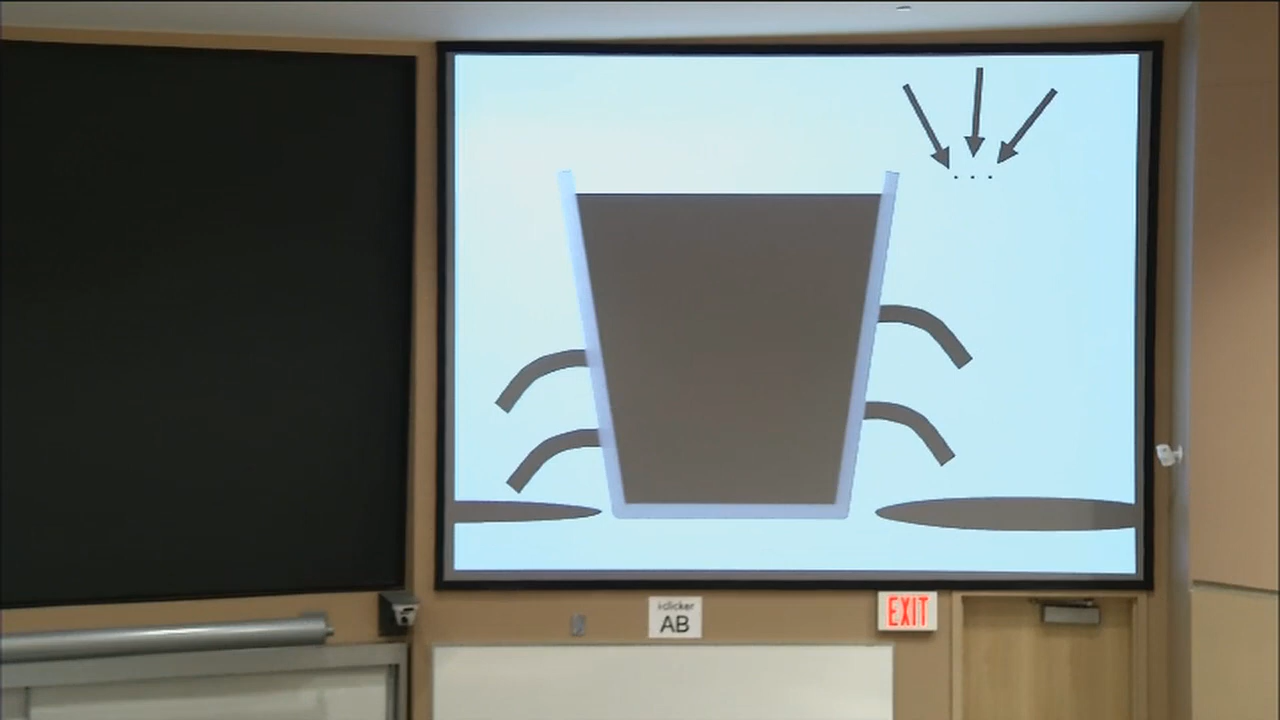 . . .
i-clicker
AB
EXIT